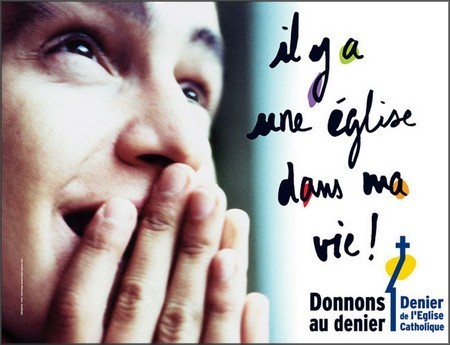 il y a
une église
dans ma
vie!
Donnons
au denier
Denier
de l'Eglise
Catholique